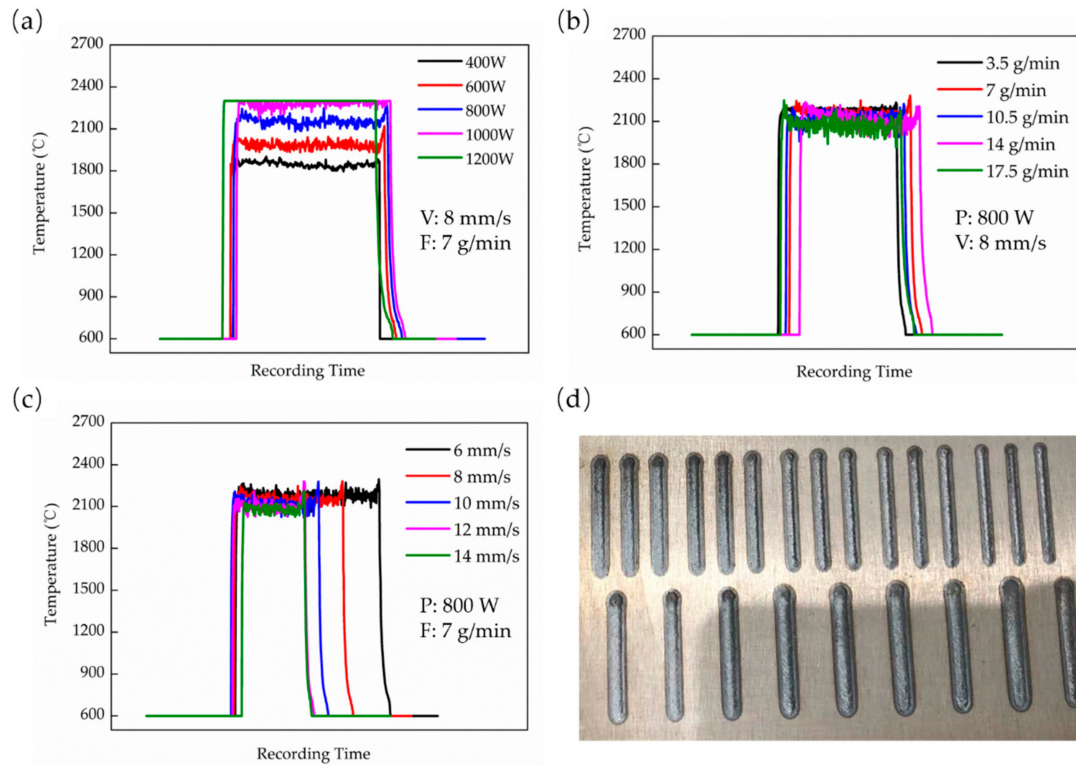 (a)
2700
2400
2100
1800
1500
1200
900
600
Temperature (℃)
400W
600W
800W
1000W
1200W
V: 8 mm/s
F: 7 g/min
Recording Time
(b)
2700
2400
2100
1800
1500
1200
900
600
Temperature (℃)
3.5 g/min
7 g/min
10.5 g/min
14 g/min
17.5 g/min
P: 800 W
V: 8 mm/s
Recording Time
(c)
2700
2400
2100
1800
1500
1200
900
600
Temperature (℃)
6 mm/s
8 mm/s
10 mm/s
12 mm/s
14 mm/s
P: 800 W
F: 7 g/min
Recording Time
(d)